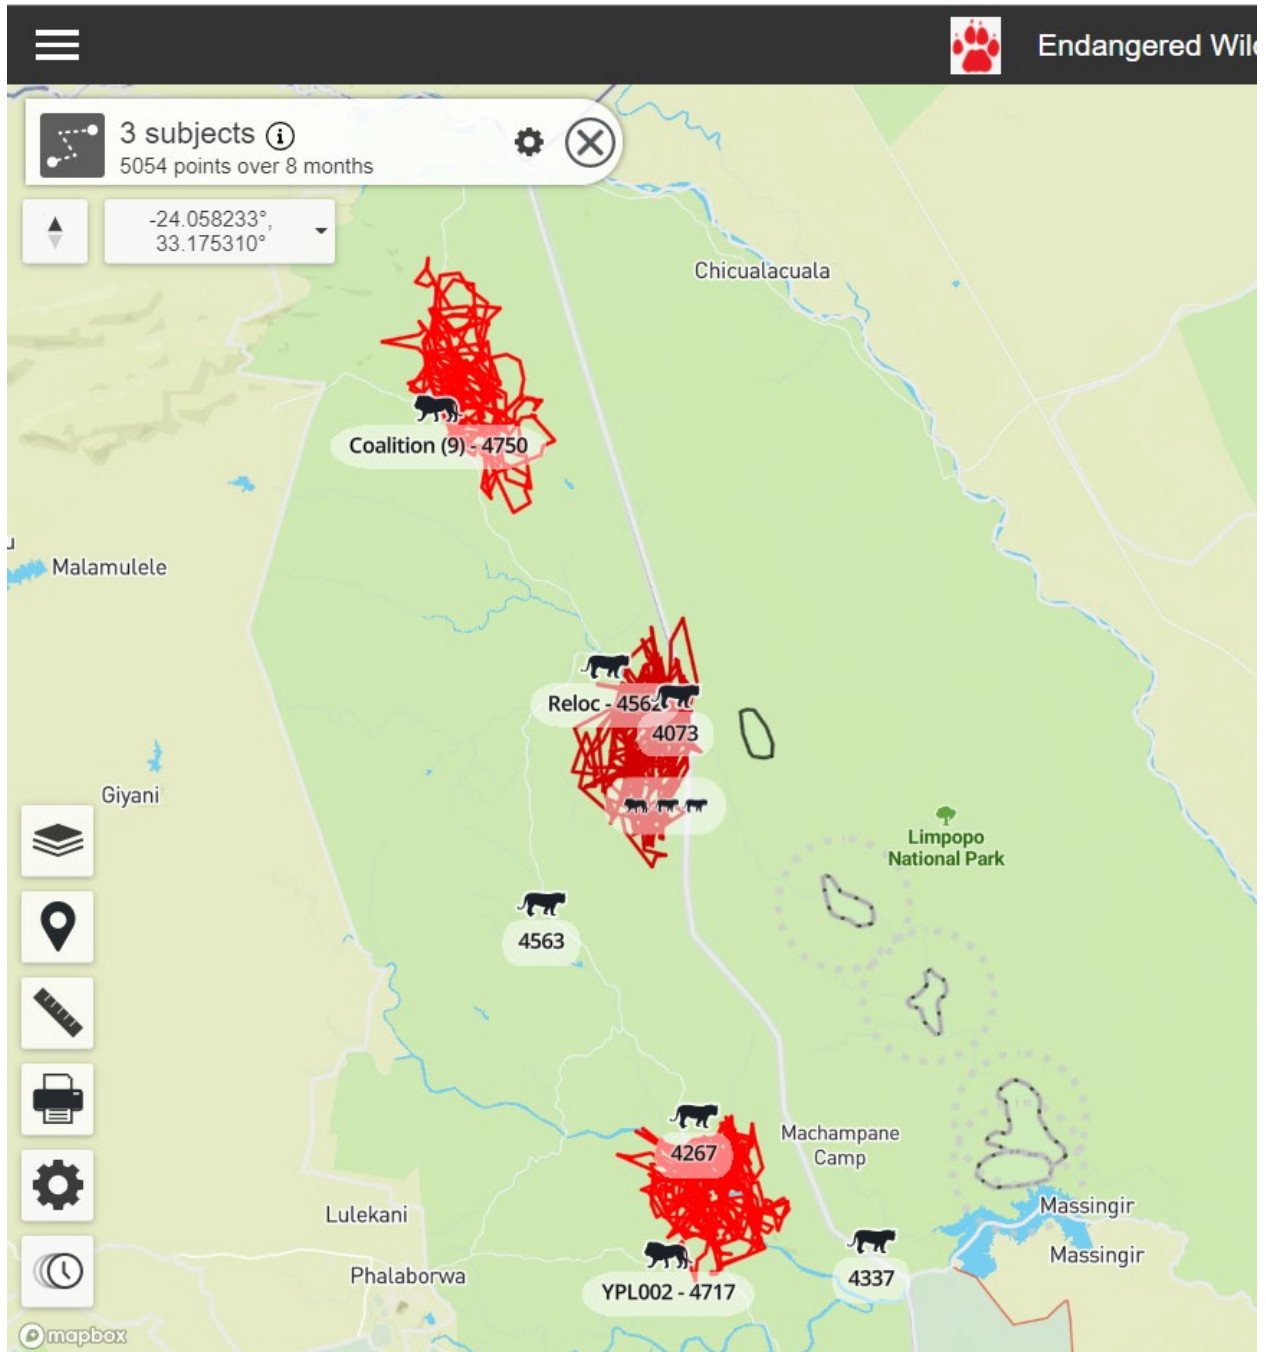 Endangered Wil
3 subjects
5054 points over 8 months
-24.058233°,
33.175310°
Chicualacuala
Coalition (9) - 4750
Malamulele
Reloc - 4562
4073
Giyani
Limpopo
National Park
4563
4267
Machampane
Camp
Lulekani
Massingir
Massingir
Phalaborwa
4337
YPL002 - 4717
mapbox